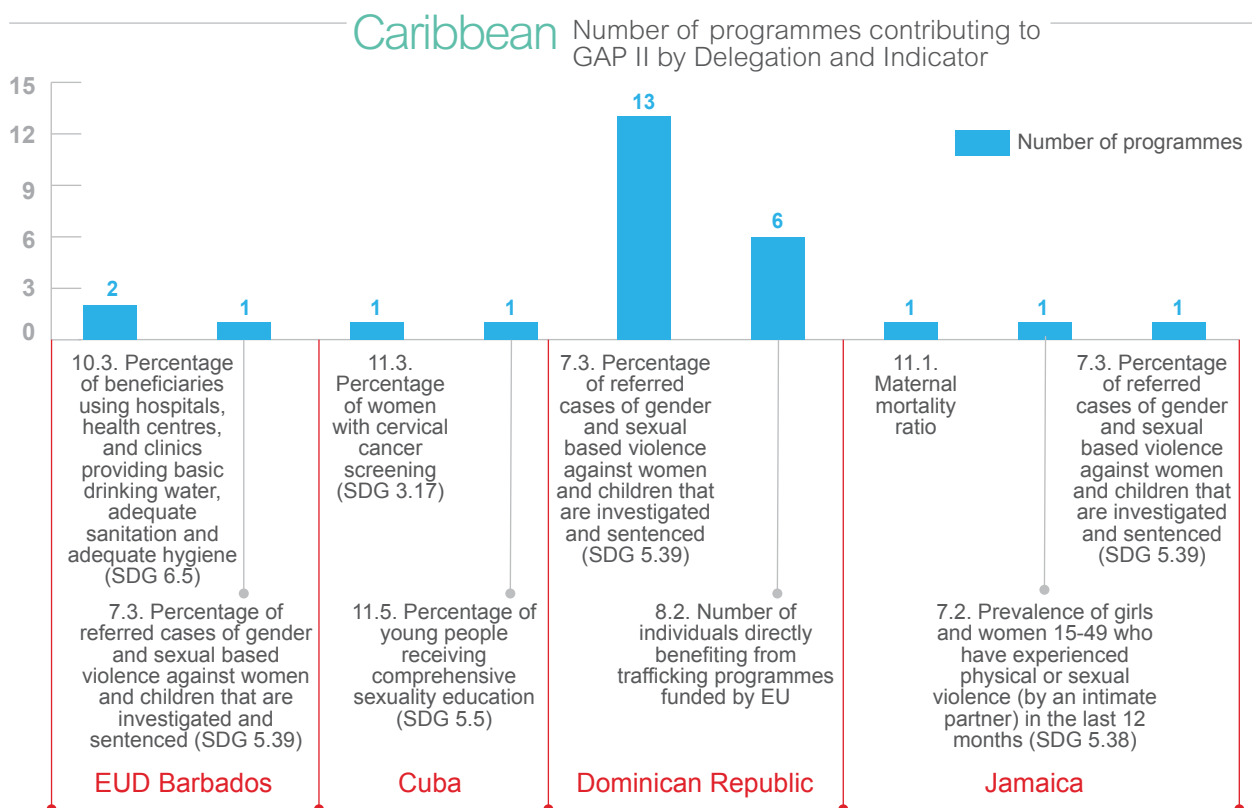 Caribbean Number of programmes contributing to
GAP II by Delegation and Indicator
15
12
9
6
3
0
Number of programmes
2
1
1
1
13
6
1
1
1
10.3. Percentage
of beneficiaries
using hospitals,
health centres,
and clinics
providing basic
drinking water,
adequate
sanitation and
adequate hygiene
(SDG 6.5)
7.3. Percentage of
referred cases of gender
and sexual based
violence against women
and children that are
investigated and
sentenced (SDG 5.39)
EUD Barbados
11.3.
Percentage
of women
with cervical
cancer
screening
(SDG 3.17)
11.5. Percentage of
young people
receiving
comprehensive
sexuality education
(SDG 5.5)
Cuba
7.3. Percentage
of referred
cases of gender
and sexual
based violence
against women
and children that
are investigated
and sentenced
(SDG 5.39)
8.2. Number of
individuals directly
benefiting from
trafficking programmes
funded by EU
Dominican Republic
11.1.
Maternal
mortality
ratio
7.2. Prevalence of girls
and women 15-49 who
have experienced
physical or sexual
violence (by an intimate
partner) in the last 12
months (SDG 5.38)
7.3. Percentage
of referred
cases of gender
and sexual
based violence
against women
and children that
are investigated
and sentenced
(SDG 5.39)
Jamaica